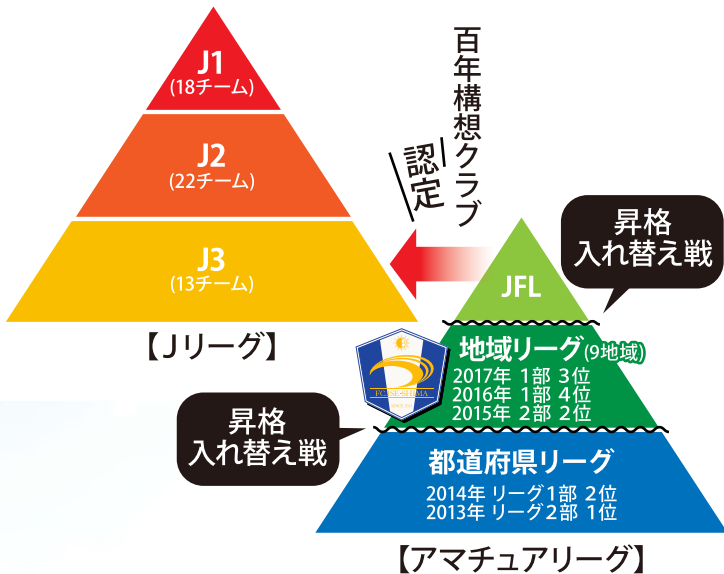 J1
(18チーム)
J2
(22チーム)
J3
(13チーム)
【Jリーグ】
百年構想クラブ
認定
昇格
入れ替え戦
JFL
地域リーグ(9地域)
2017年 1部 3位
2016年 1部 4位
2015年 2部 2位
昇格
入れ替え戦
都道府県リーグ
2014年 リーグ1部 2位
2013年 リーグ2部 1位
【アマチュアリーグ】